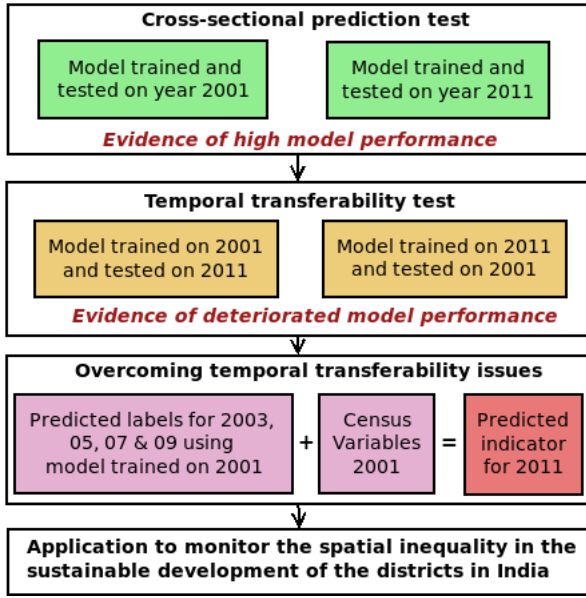 Cross-sectional prediction test
Model trained and
tested on year 2001
Model trained and
tested on year 2011
Evidence of high model performance
Temporal transferability test
Model trained on 2001
and tested on 2011
Model trained on 2011
and tested on 2001
Evidence of deteriorated model performance
Overcoming temporal transferability issues
Predicted labels for 2003,
05, 07 & 09 using
model trained on 2001
+
Census
Variables
2001
=
Predicted
indicator
for 2011
Application to monitor the spatial inequality in the
sustainable development of the districts in India